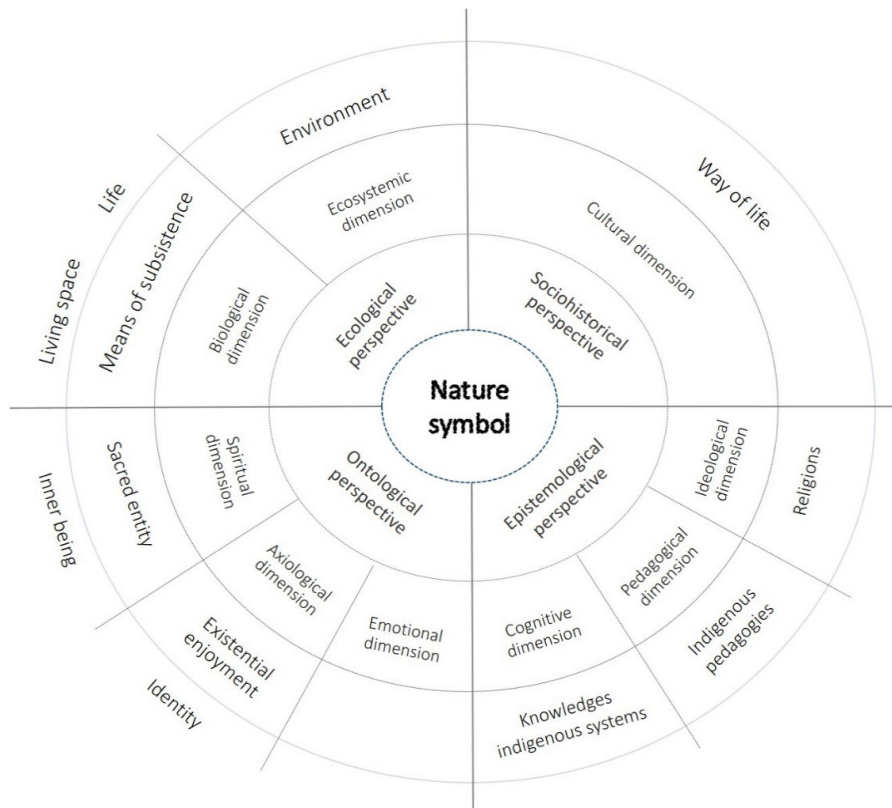 Environment
Way of life
Life
Ecosystemic
dimension
Cultural dimension
Means of subsistence
Living space
Biological
dimension
Ecological
perspective
Sociohistorical
perspective
Nature
symbol
Ontological
perspective
Epistemological
perspective
Spiritual
dimension
Sacred entity
Inner being
Ideological
dimension
Religions
Axiological
dimension
Emotional
dimension
Cognitive
dimension
Pedagogical
dimension
Existential
enjoyment
Identity
Indigenous
pedagogies
Knowledges
indigenous systems